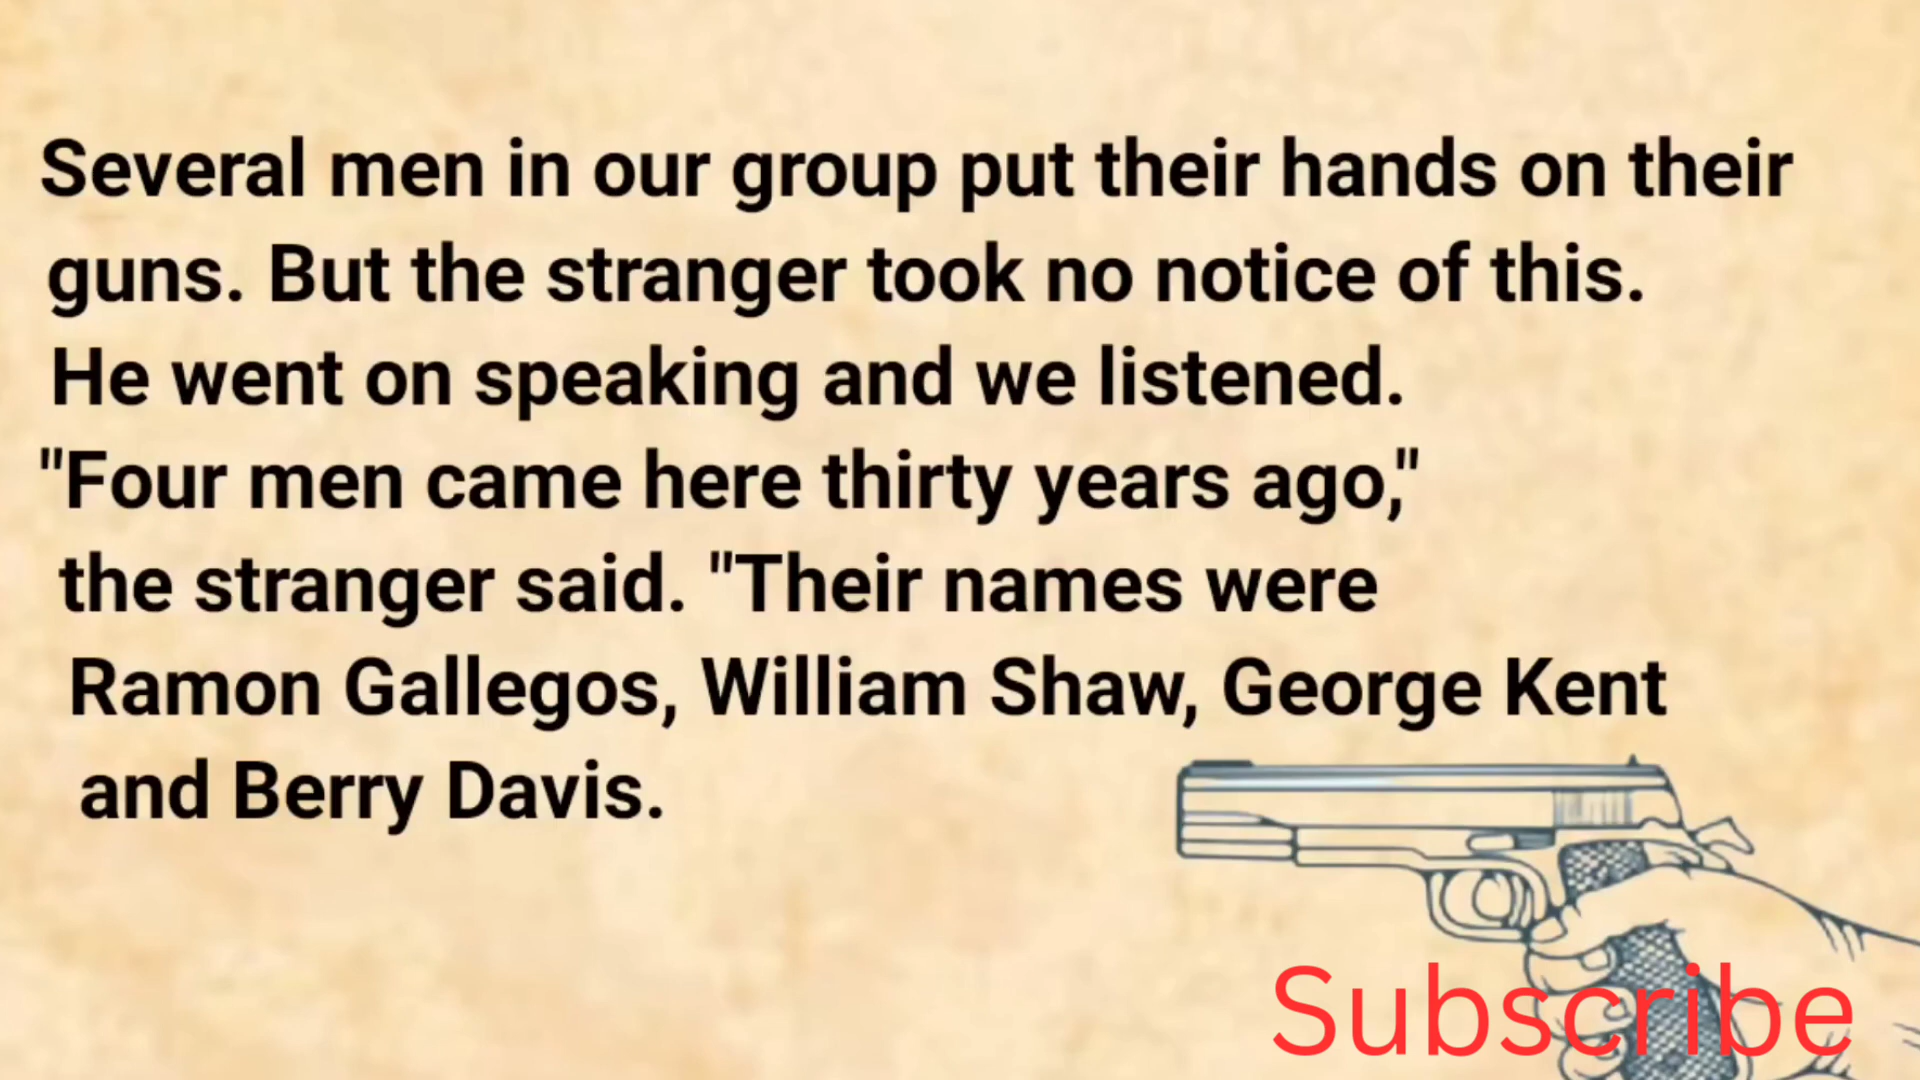 Several men in our group put their hands on their
guns. But the stranger took no notice of this.
He went on speaking and we listened.
"Four men came here thirty years ago,"
the stranger said. "Their names were
Ramon Gallegos, William Shaw, George Kent
and Berry Davis.
Subscribe